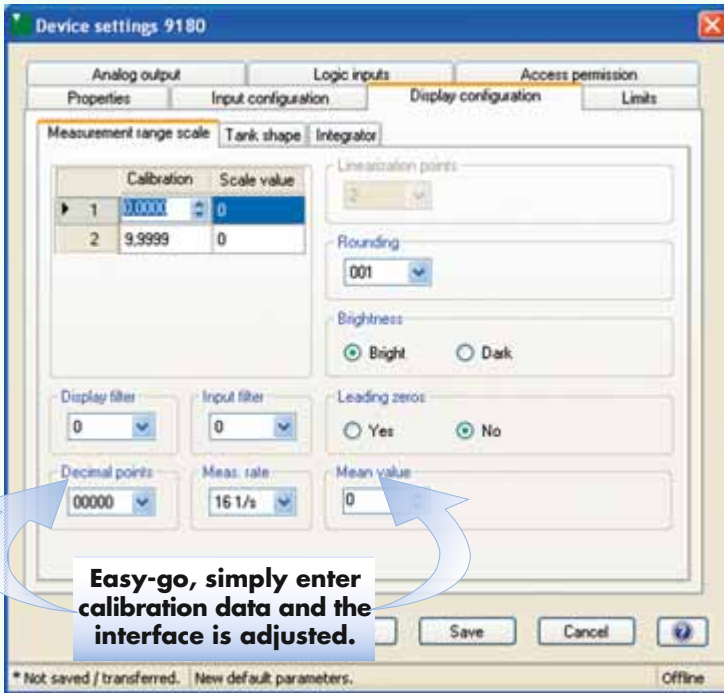 Device settings 9180
Analog output Logic inputs Access permission
Properties Input configuration Display configuration Limits
Measurement range scale Tank shape Integrator
Calibration Scale value
1 0.0000 0
2 9.9999 0
Linearization points
2
Rounding
001
Brightness
Bright Dark
Display filter Input filter Leading zeros
0 0 Yes No
Decimal points Meas. rate Mean value
00000 16 1/s 0
Easy-go, simply enter
calibration data and the
interface is adjusted.
Save Cancel
* Not saved / transferred. New default parameters. Offline